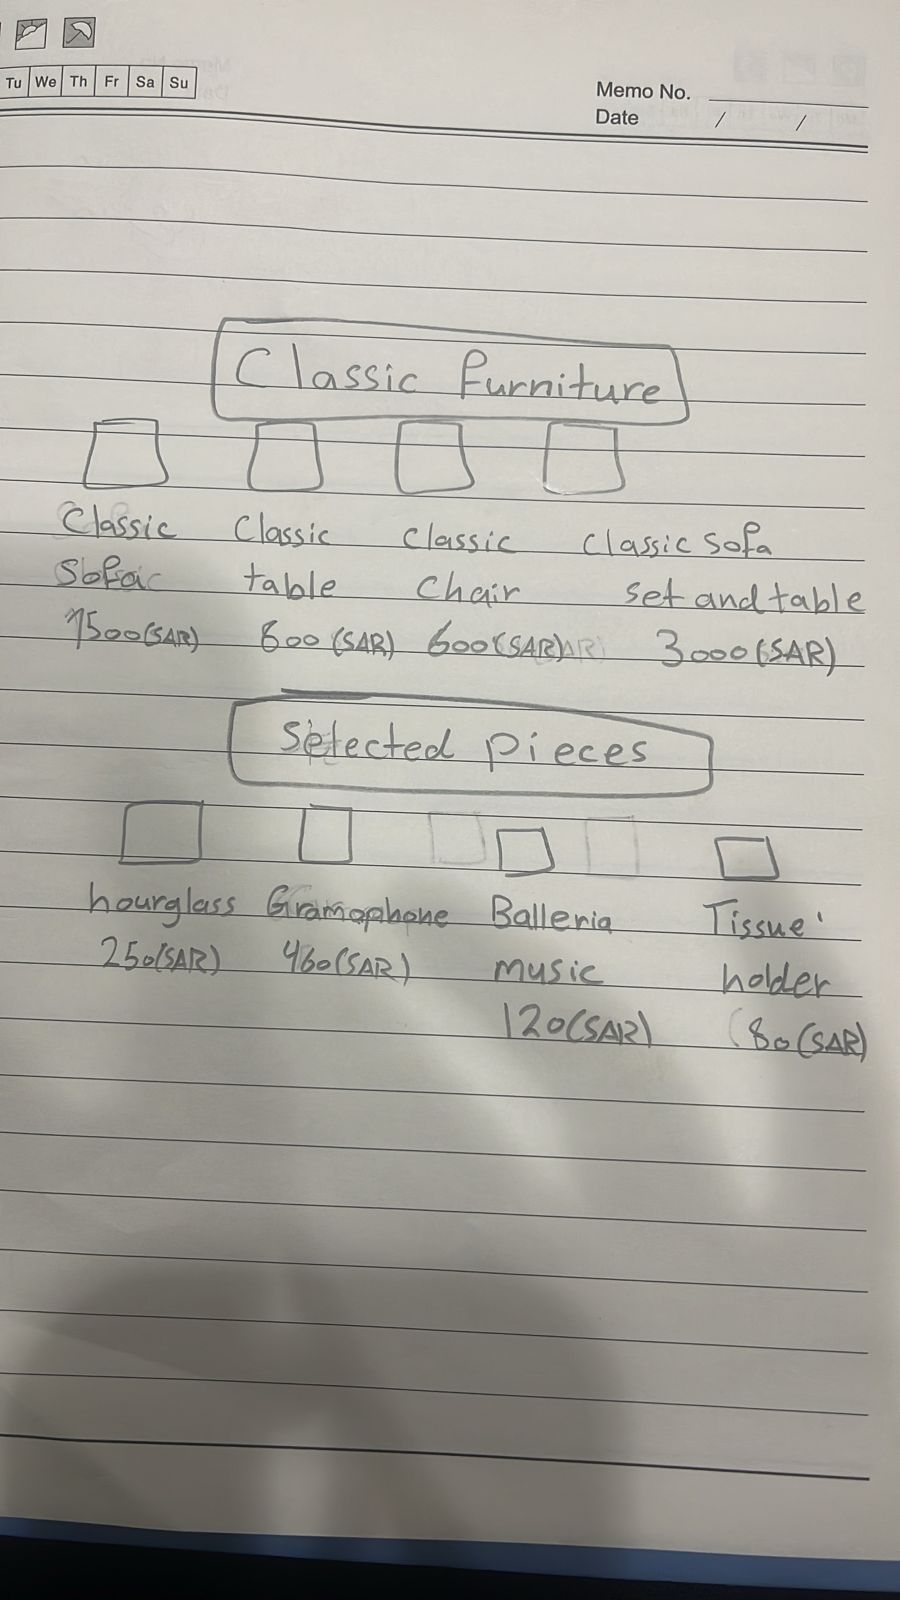 Tu We Th Fr Sa Su
Memo No.
Date / /
Classic furniture
Classic
Sofa
1500(SAR)
Classic
table
600 (SAR)
Classic
Chair
600(SAR)
Classic sofa
set and table
3000(SAR)
Selected pieces
hourglass
250(SAR)
Gramophone
460(SAR)
Balleria
music
120(SAR)
Tissue
holder
80(SAR)